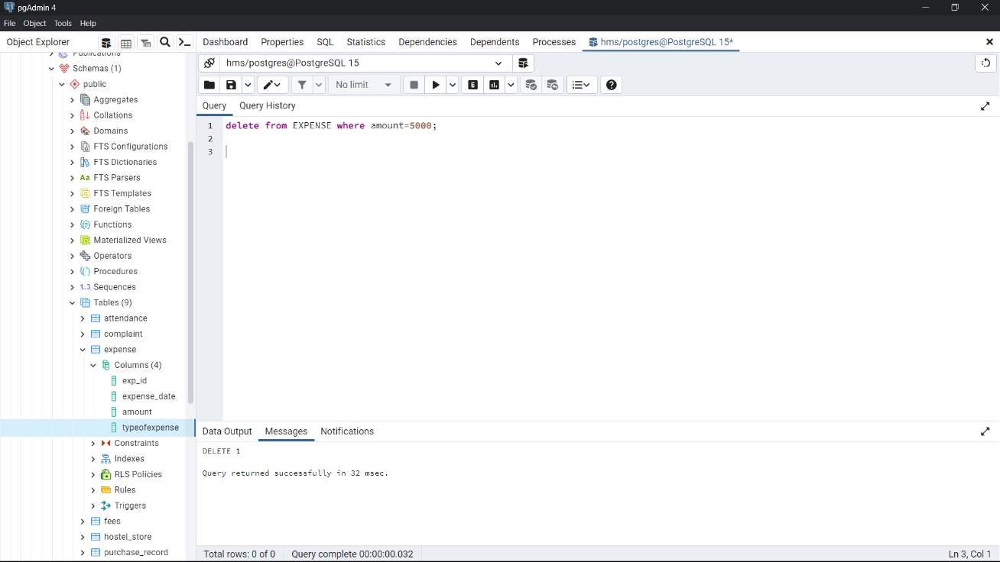 pgAdmin 4
File Object Tools Help
Object Explorer
Dashboard Properties SQL Statistics Dependencies Dependents Processes hms/postgres@PostgreSQL 15*
Publications
Schemas (1)
public
Aggregates
Collations
Domains
FTS Configurations
FTS Dictionaries
Aa FTS Parsers
FTS Templates
Foreign Tables
Functions
Materialized Views
Operators
Procedures
1..3 Sequences
Tables (9)
attendance
complaint
expense
Columns (4)
exp_id
expense_date
amount
typeofexpense
Constraints
Indexes
RLS Policies
Rules
Triggers
fees
hostel_store
purchase_record
hms/postgres@PostgreSQL 15
No limit
E
Query Query History
1 delete from EXPENSE where amount=5000;
2
3
Data Output Messages Notifications
DELETE 1
Query returned successfully in 32 msec.
Total rows: 0 of 0 Query complete 00:00:00.032 Ln 3, Col 1